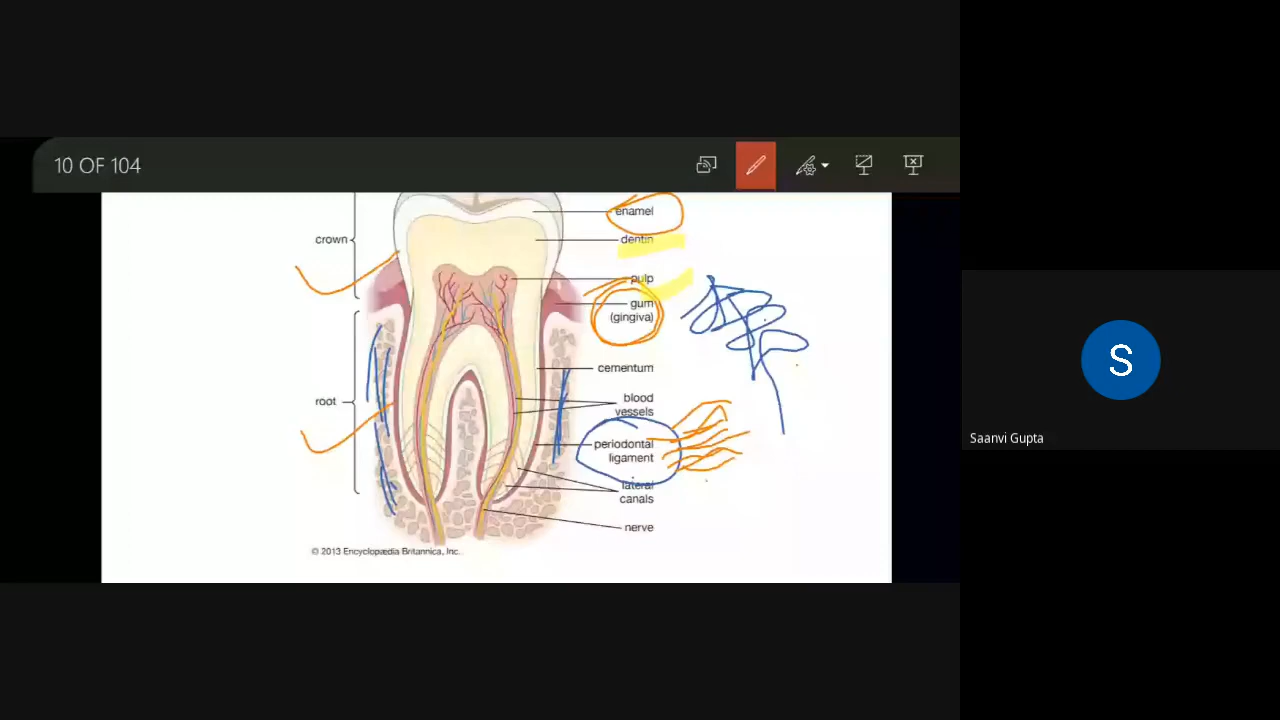 10 OF 104
enamel
crown
dentin
pulp
gum
(gingiva)
cementum
blood
vessels
root
periodontal
ligament
lateral
canals
nerve
© 2013 Encyclopædia Britannica, Inc.
S
Saanvi Gupta